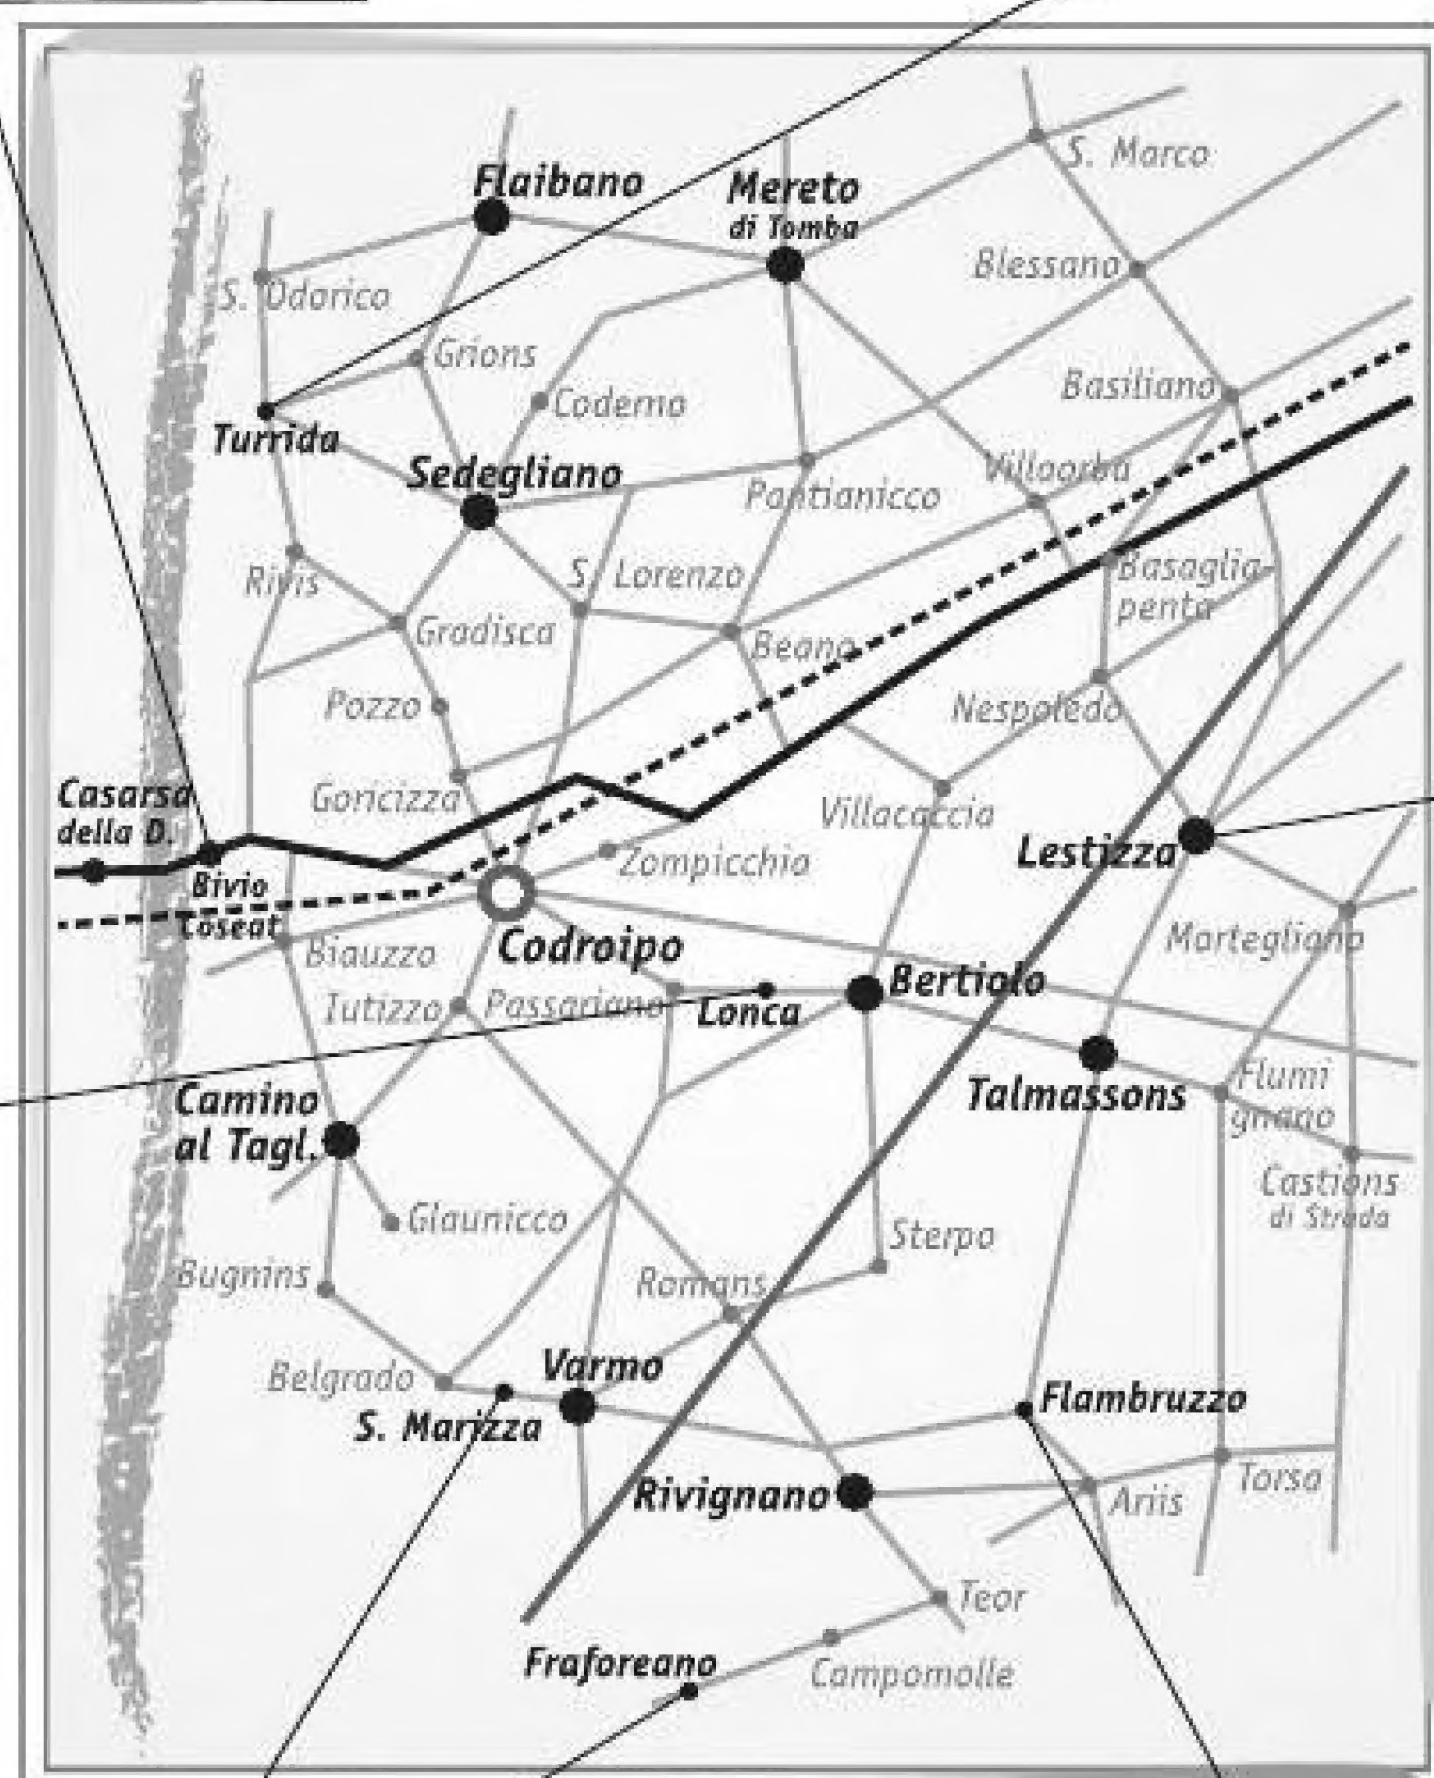 S. Marco
Flaibano
Mereto
di Tomba
Blessano
S. Odorico
Grions
Coderno
Basiliano
Turrida
Sedegliano
Villaorba
Pantianicco
Rivis
S. Lorenzo
Basaglia-
penta
Gradisca
Beano
Pozzo
Nespoledo
Casarsa
della D.
Goricizza
Villacaccia
Zompicchia
Lestizza
Bivio
Coseat
Codroipo
Biauzzo
Mortegliano
Iutizzo
Passariano
Lonca
Bertiolo
Camino
al Tagl.
Talmassons
Flumi
gnano
Castions
di Strada
Glaunicco
Sterpo
Bugnins
Romans
Belgrado
Varmo
S. Marizza
Flambruzzo
Rivignano
Ariis
Torsa
Teor
Fraforeano
Campomolle